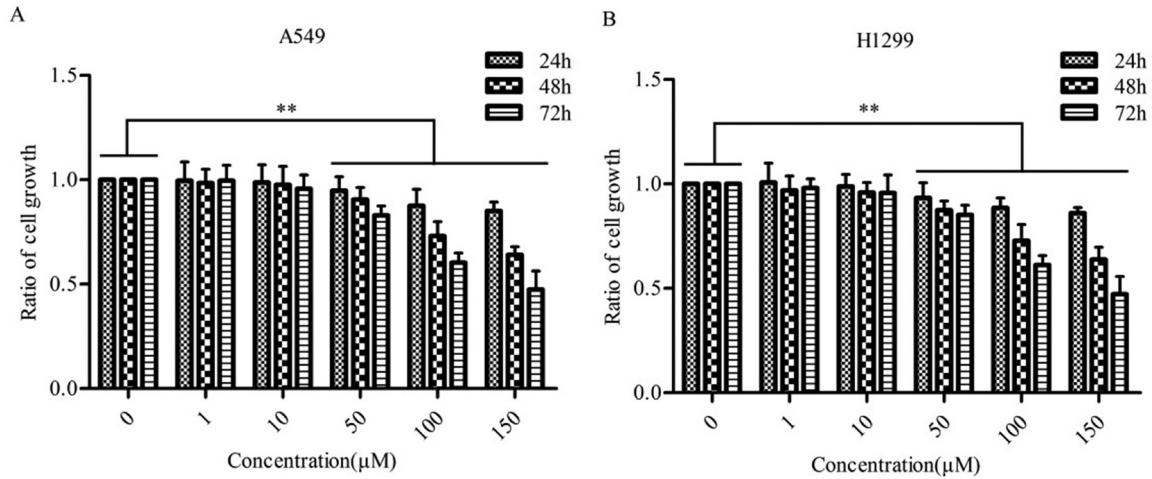 A
A549
24h
48h
72h
**
1.5
1.0
0.5
0.0
Ratio of cell growth
0
1
10
50
100
150
Concentration(µM)
B
H1299
24h
48h
72h
**
1.5
1.0
0.5
0.0
Ratio of cell growth
0
1
10
50
100
150
Concentration(µM)